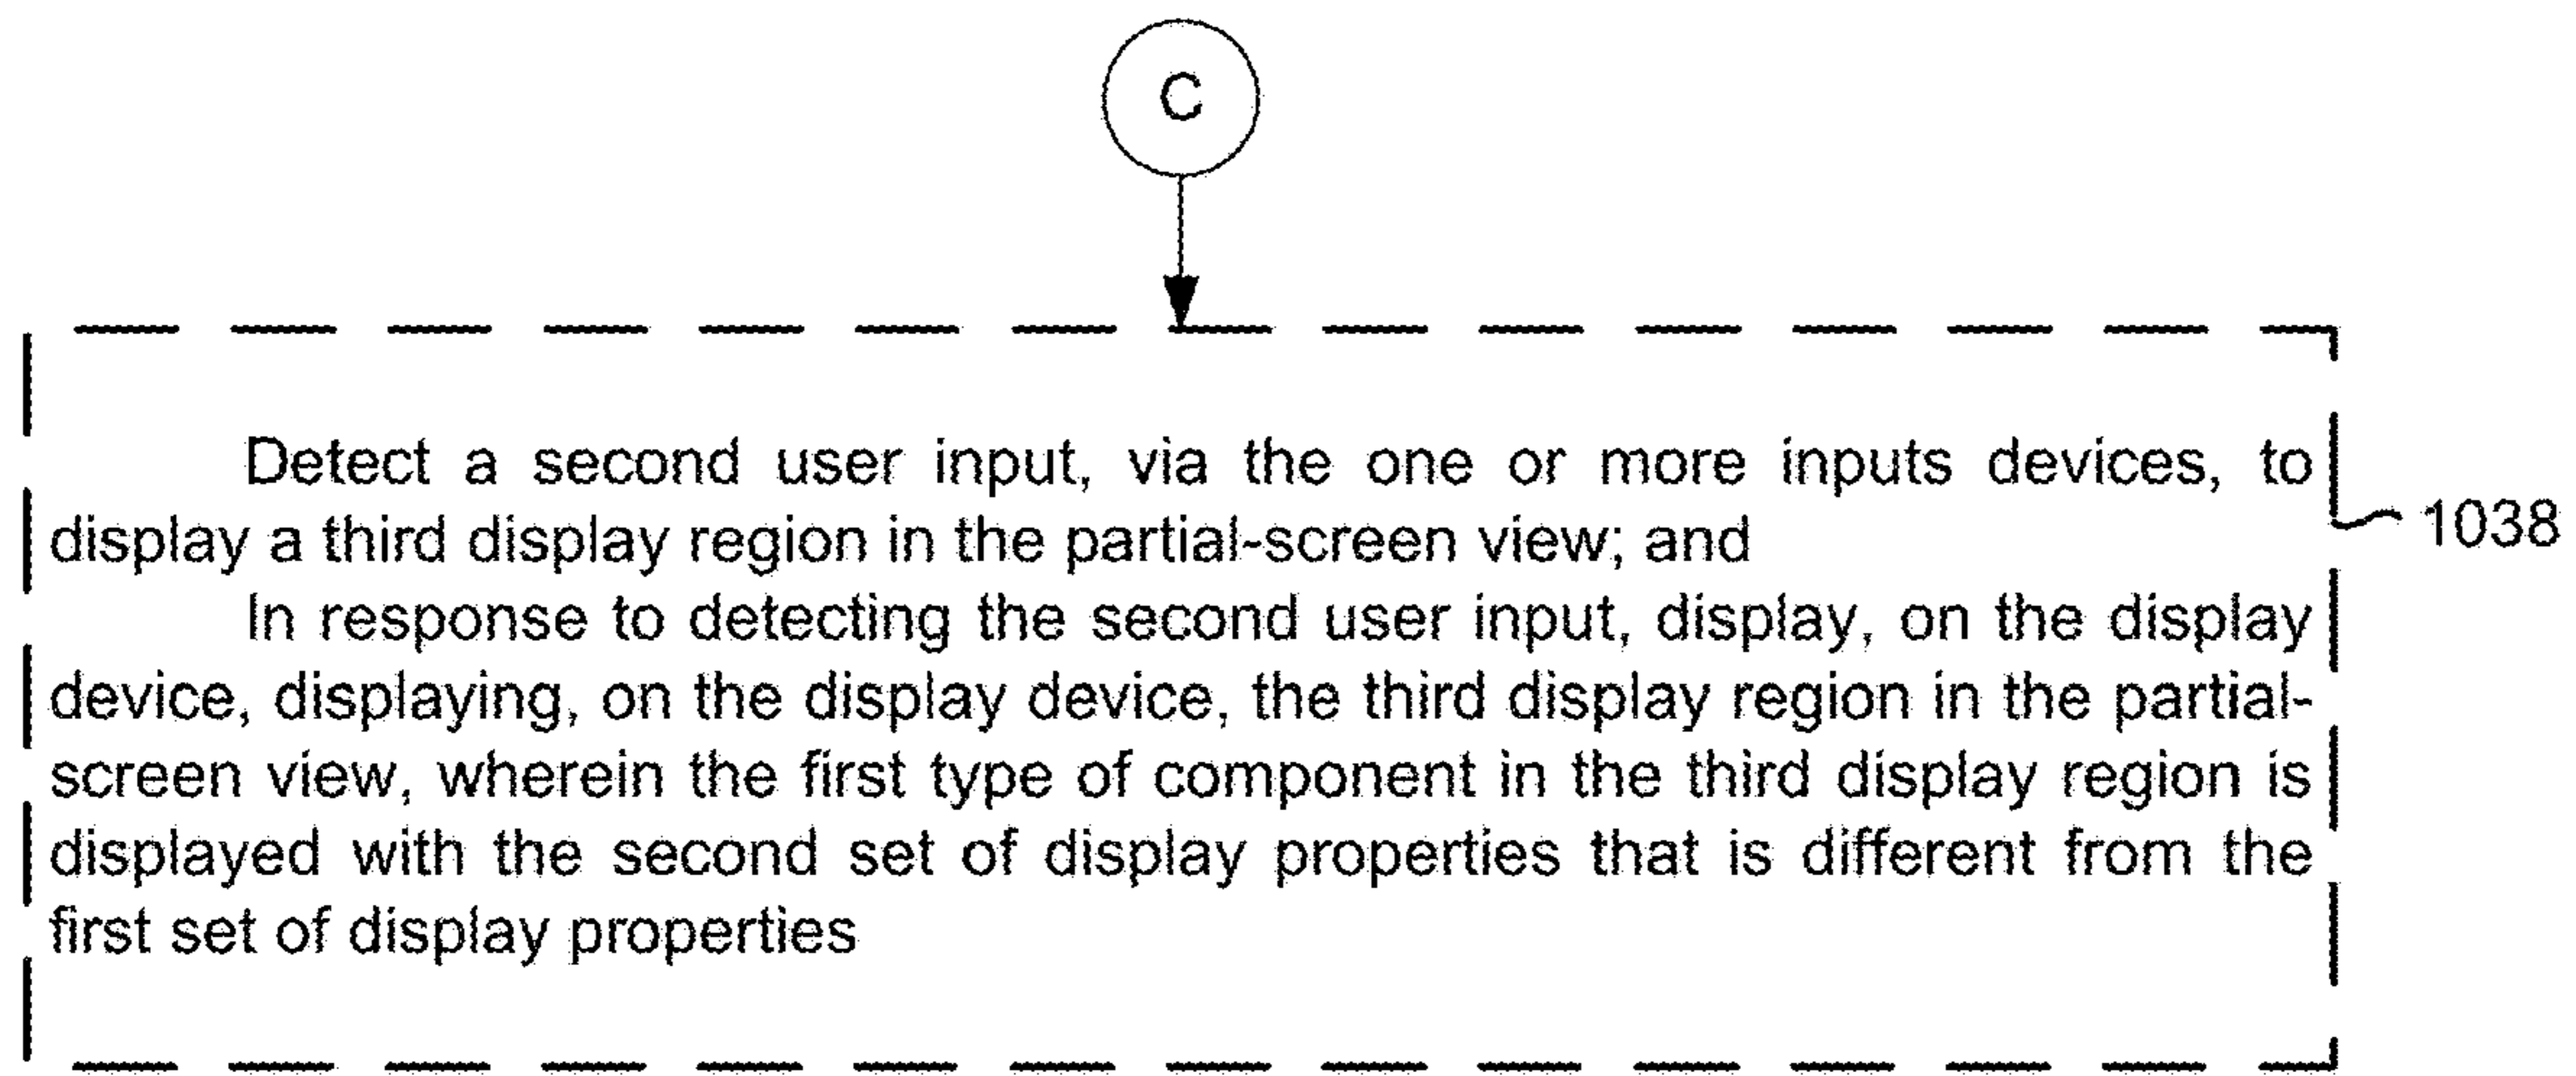 C
Detect a second user input, via the one or more inputs devices, to
display a third display region in the partial-screen view; and
1038
In response to detecting the second user input, display, on the display
device, displaying, on the display device, the third display region in the partial-
screen view, wherein the first type of component in the third display region is
displayed with the second set of display properties that is different from the
first set of display properties